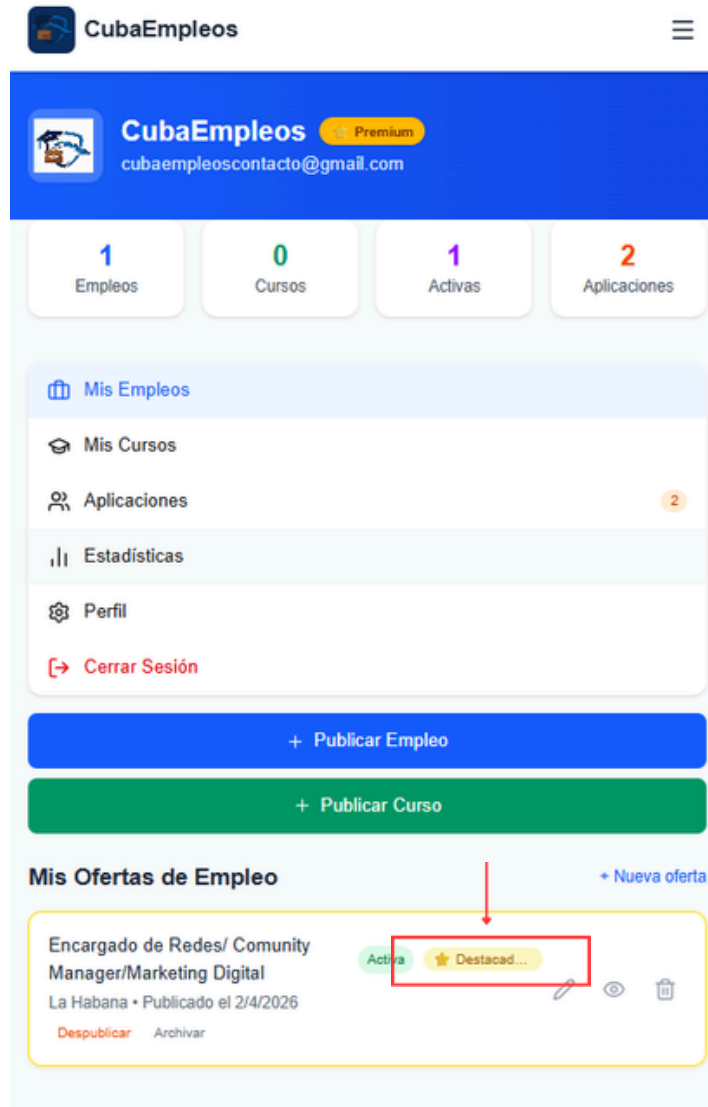 CubaEmpleos
CubaEmpleos Premium
cubaempleoscontacto@gmail.com
1 0 1 2
Empleos Cursos Activas Aplicaciones
Mis Empleos
Mis Cursos
Aplicaciones 2
Estadísticas
Perfil
Cerrar Sesión
+ Publicar Empleo
+ Publicar Curso
Mis Ofertas de Empleo + Nueva oferta
Encargado de Redes/ Comunity
Manager/Marketing Digital
Activa Destacad...
La Habana • Publicado el 2/4/2026
Despublicar Archivar